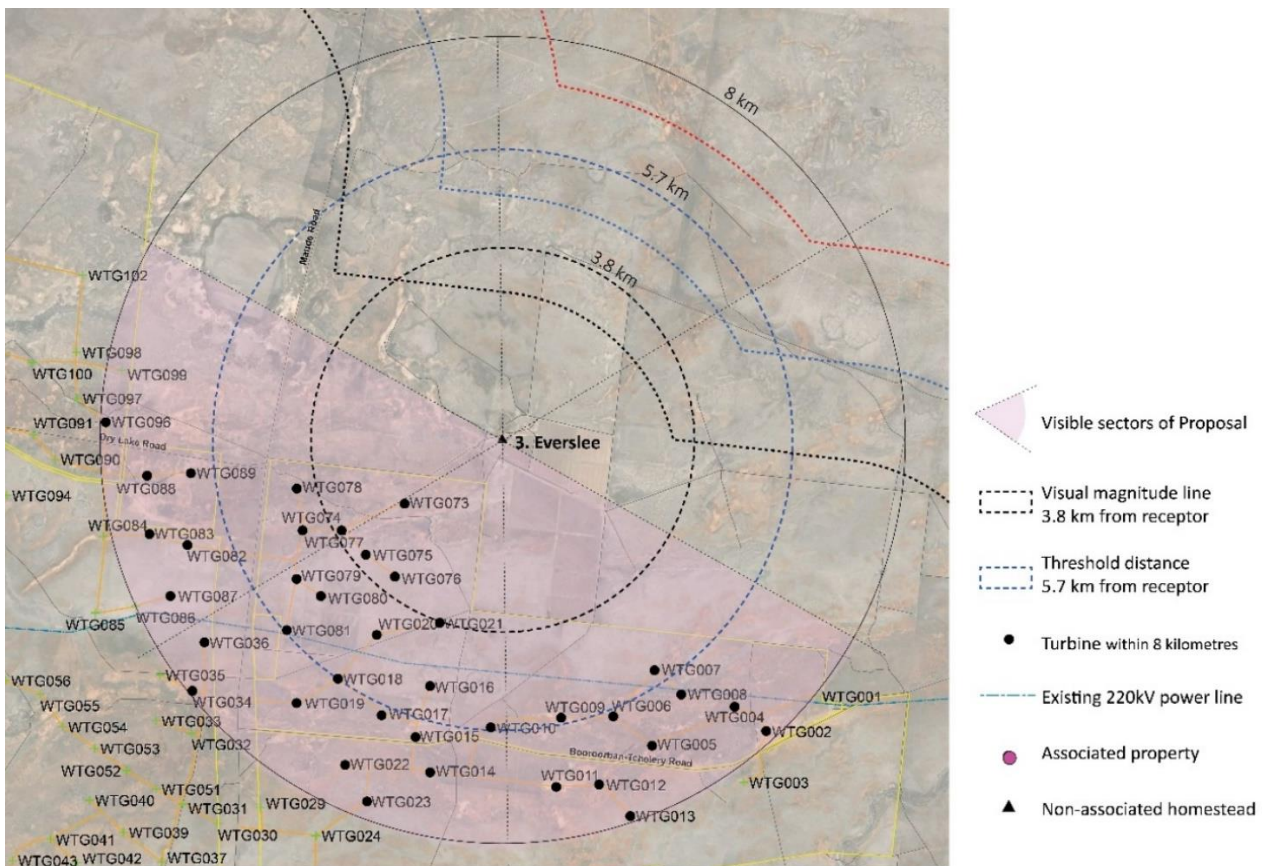 8 km
5.7 km
Maude Road
3.8 km
WTG102
WTG098
WTG100
WTG099
WTG097
WTG091
WTG096
3. Everslee
Dry Lake Road
WTG090
WTG089
WTG088
WTG078
WTG094
WTG073
WTG084
WTG083
WTG074
WTG077
WTG082
WTG075
WTG079
WTG076
WTG087
WTG080
WTG086
WTG085
WTG020
WTG021
WTG081
WTG036
WTG007
WTG035
WTG056
WTG018
WTG016
WTG008
WTG001
WTG055
WTG034
WTG019
WTG009
WTG006
WTG004
WTG054
WTG033
WTG017
WTG010
WTG002
WTG053
WTG032
WTG015
WTG005
Booroorban-Tchelery Road
WTG052
WTG022
WTG014
WTG011
WTG012
WTG003
WTG051
WTG040
WTG031
WTG029
WTG023
WTG013
WTG041
WTG039
WTG030
WTG024
WTG043
WTG042
WTG037
Visible sectors of Proposal
Visual magnitude line
3.8 km from receptor
Threshold distance
5.7 km from receptor
Turbine within 8 kilometres
Existing 220kV power line
Associated property
Non-associated homestead